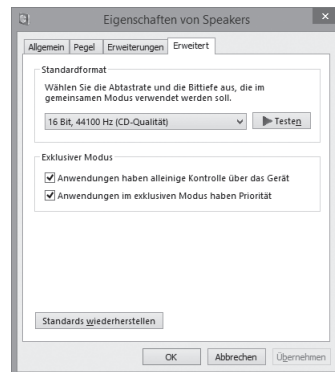 Eigenschaften von Speakers
Allgemein Pegel Erweiterungen Erweitert
Standardformat
Wählen Sie die Abtastrate und die Bittiefe aus, die im
gemeinsamen Modus verwendet werden soll.
16 Bit, 44100 Hz (CD-Qualität) Testen
Exklusiver Modus
Anwendungen haben alleinige Kontrolle über das Gerät
Anwendungen im exklusiven Modus haben Priorität
Standards wiederherstellen
OK Abbrechen Übernehmen